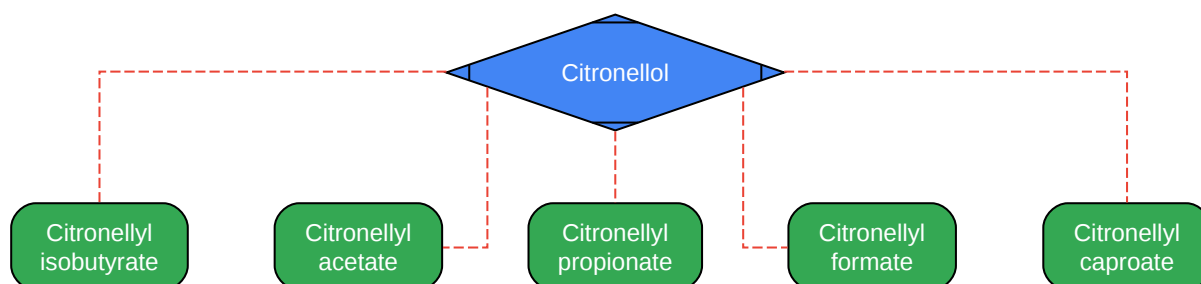 Citronellol
Citronellyl
isobutyrate
Citronellyl
acetate
Citronellyl
propionate
Citronellyl
formate
Citronellyl
caproate